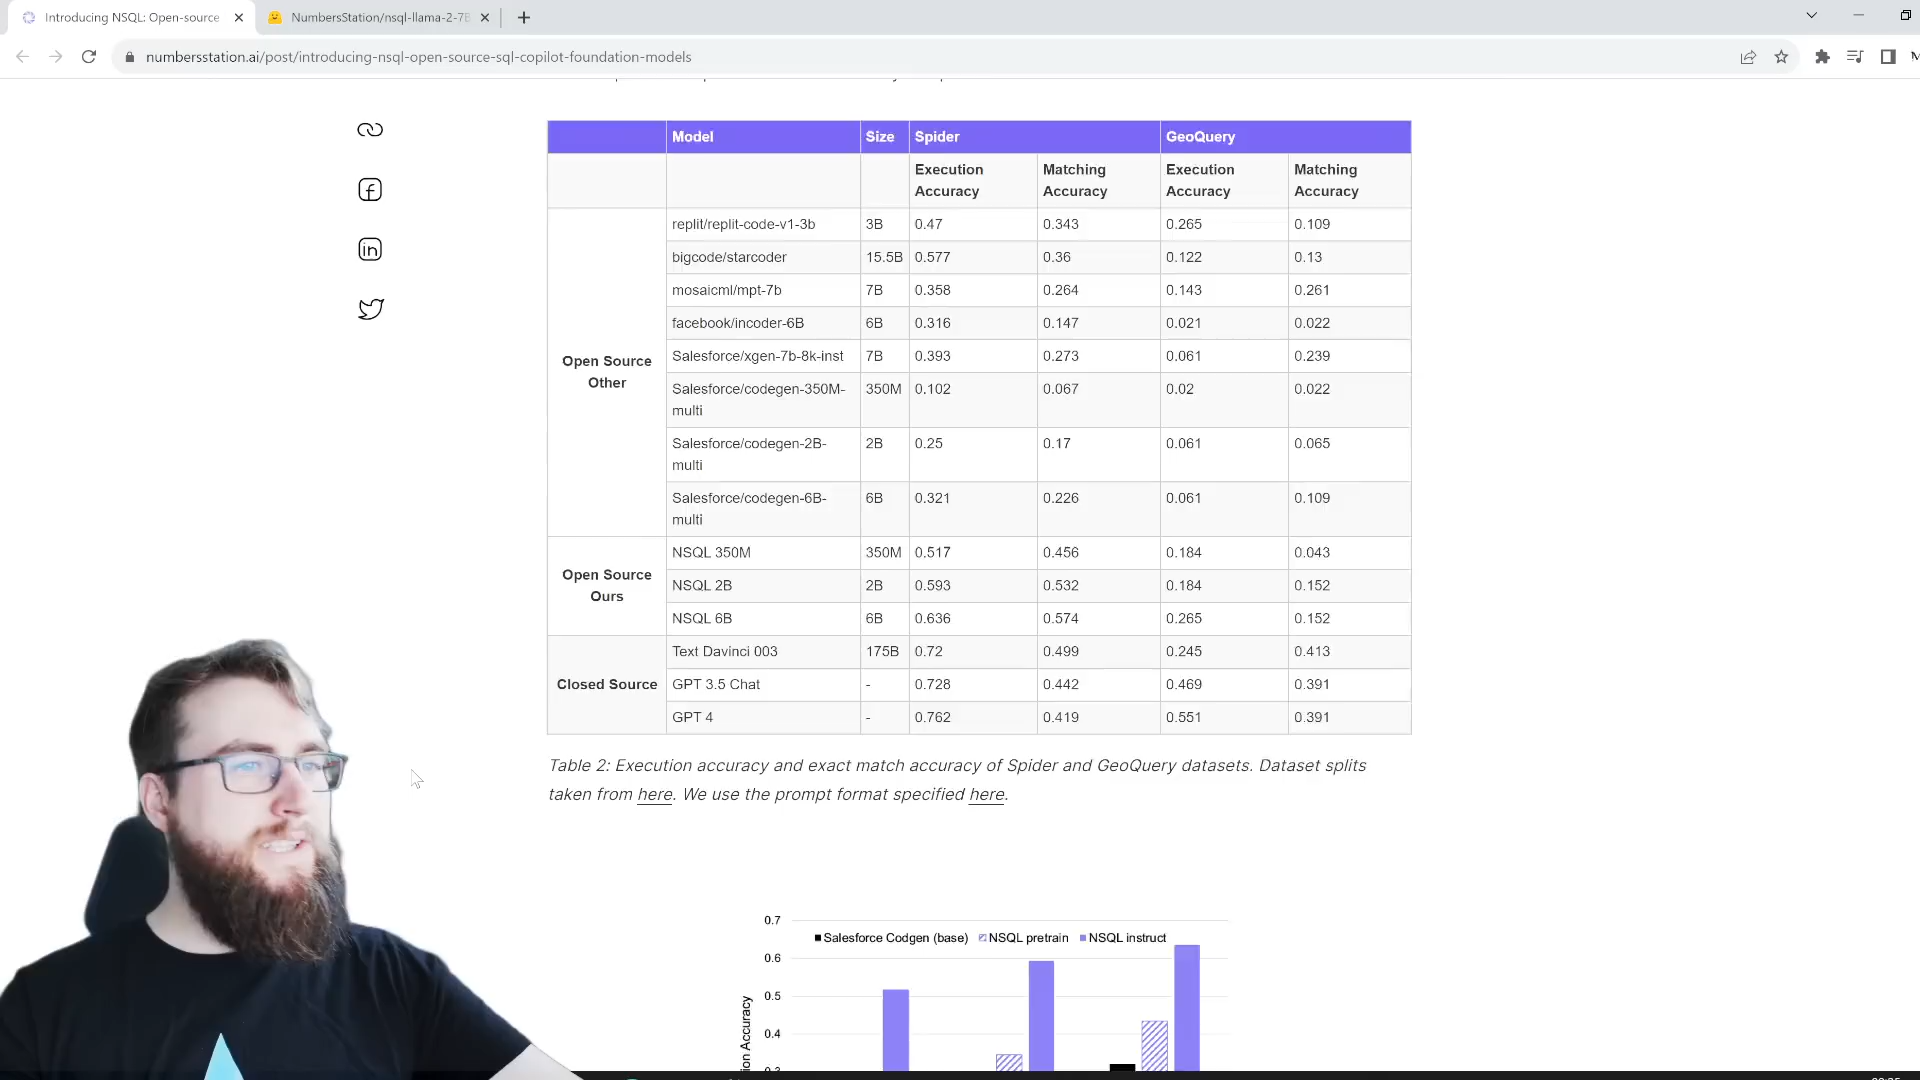 Introducing NSQL: Open-source
NumbersStation/nsql-llama-2-7B
numbersstation.ai/post/introducing-nsql-open-source-sql-copilot-foundation-models
Model Size Spider GeoQuery
Execution Accuracy Matching Accuracy Execution Accuracy Matching Accuracy
Open Source Other
replit/replit-code-v1-3b 3B 0.47 0.343 0.265 0.109
bigcode/starcoder 15.5B 0.577 0.36 0.122 0.13
mosaicml/mpt-7b 7B 0.358 0.264 0.143 0.261
facebook/incoder-6B 6B 0.316 0.147 0.021 0.022
Salesforce/xgen-7b-8k-inst 7B 0.393 0.273 0.061 0.239
Salesforce/codegen-350M-multi 350M 0.102 0.067 0.02 0.022
Salesforce/codegen-2B-multi 2B 0.25 0.17 0.061 0.065
Salesforce/codegen-6B-multi 6B 0.321 0.226 0.061 0.109
Open Source Ours
NSQL 350M 350M 0.517 0.456 0.184 0.043
NSQL 2B 2B 0.593 0.532 0.184 0.152
NSQL 6B 6B 0.636 0.574 0.265 0.152
Closed Source
Text Davinci 003 175B 0.72 0.499 0.245 0.413
GPT 3.5 Chat - 0.728 0.442 0.469 0.391
GPT 4 - 0.762 0.419 0.551 0.391
Table 2: Execution accuracy and exact match accuracy of Spider and GeoQuery datasets. Dataset splits
taken from here. We use the prompt format specified here.
0.7
Salesforce Codgen (base) NSQL pretrain NSQL instruct
0.6
0.5
0.4
Accuracy